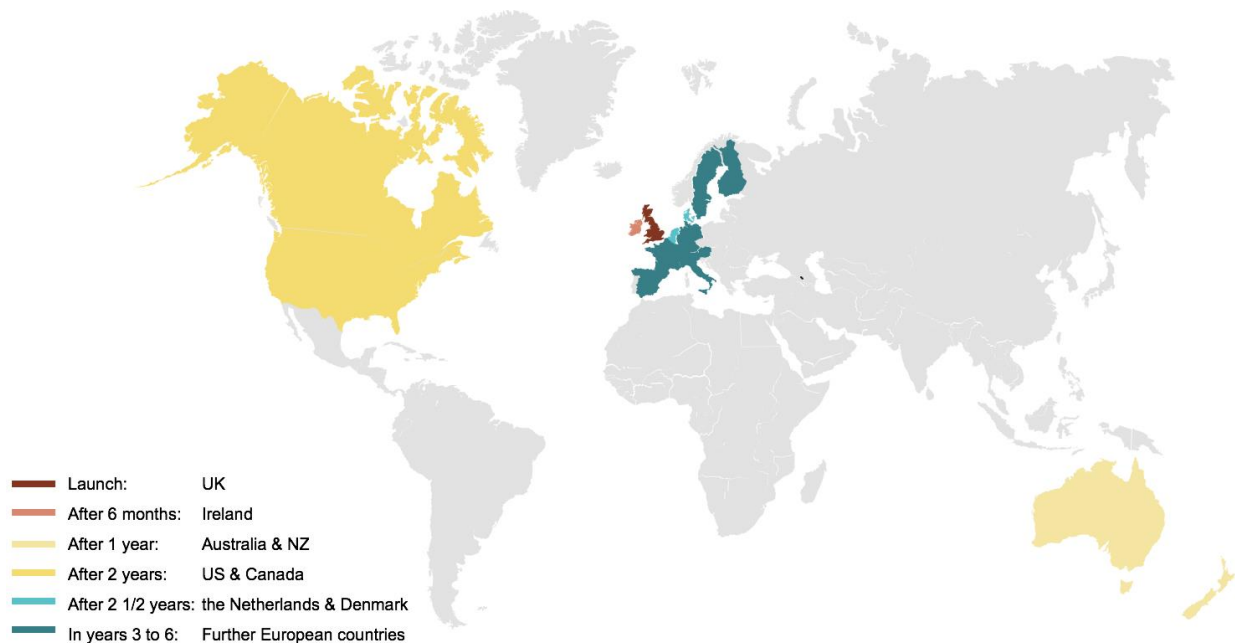 Launch: UK
After 6 months: Ireland
After 1 year: Australia & NZ
After 2 years: US & Canada
After 2 1/2 years: the Netherlands & Denmark
In years 3 to 6: Further European countries